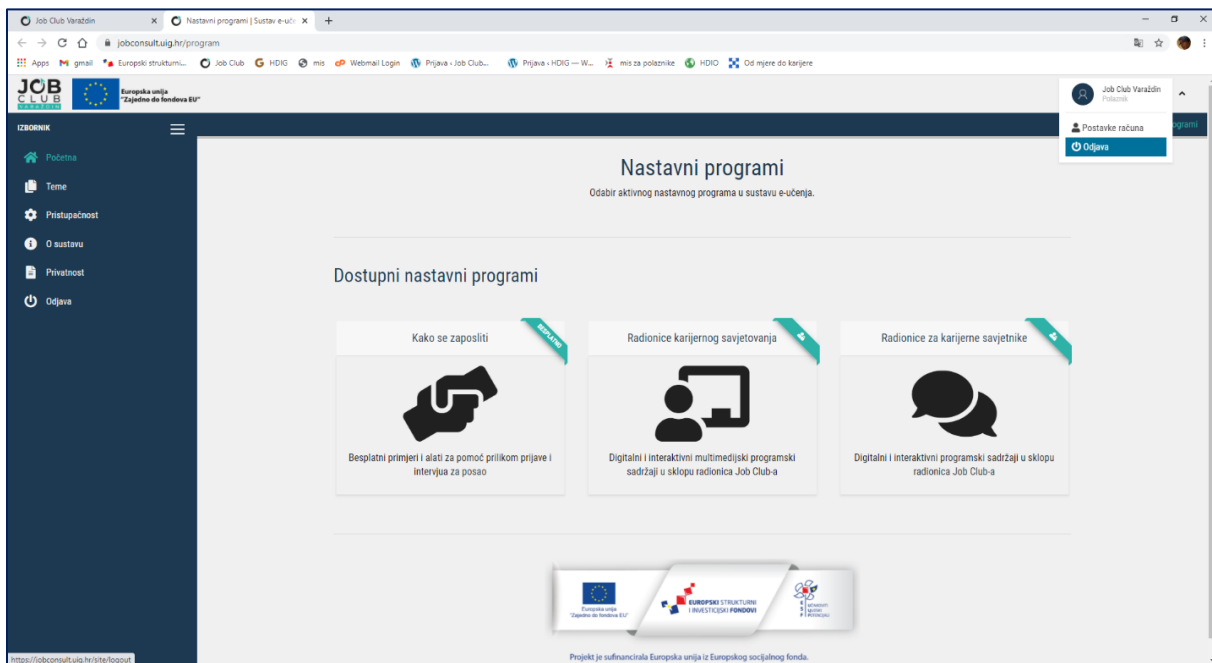 Job Club Varaždin
Nastavni programi | Sustav e-uče
jobconsult.uig.hr/program
Apps gmail Europski strukturni... Job Club HDIG mis Webmail Login Prijava ‹ Job Club... Prijava ‹ HDIG — W... mis za polaznike HDIO Od mjere do karijere
JOB
CLUB
VARAŽDIN
Europska unija
"Zajedno do fondova EU"
Job Club Varaždin
Polaznik
Postavke računa
Odjava
ogrami
IZBORNIK
Početna
Teme
Pristupačnost
O sustavu
Privatnost
Odjava
Nastavni programi
Odabir aktivnog nastavnog programa u sustavu e-učenja.
Dostupni nastavni programi
Kako se zaposliti
BESPLATNO
Besplatni primjeri i alati za pomoć prilikom prijave i
intervjua za posao
Radionice karijernog savjetovanja
Digitalni i interaktivni multimedijski programski
sadržaji u sklopu radionica Job Club-a
Radionice za karijerne savjetnike
Digitalni i interaktivni programski sadržaji u sklopu
radionica Job Club-a
Europska unija
"Zajedno do fondova EU"
EUROPSKI STRUKTURNI
I INVESTICIJSKI FONDOVI
Projekt je sufinancirala Europska unija iz Europskog socijalnog fonda.
https://jobconsult.uig.hr/site/logout